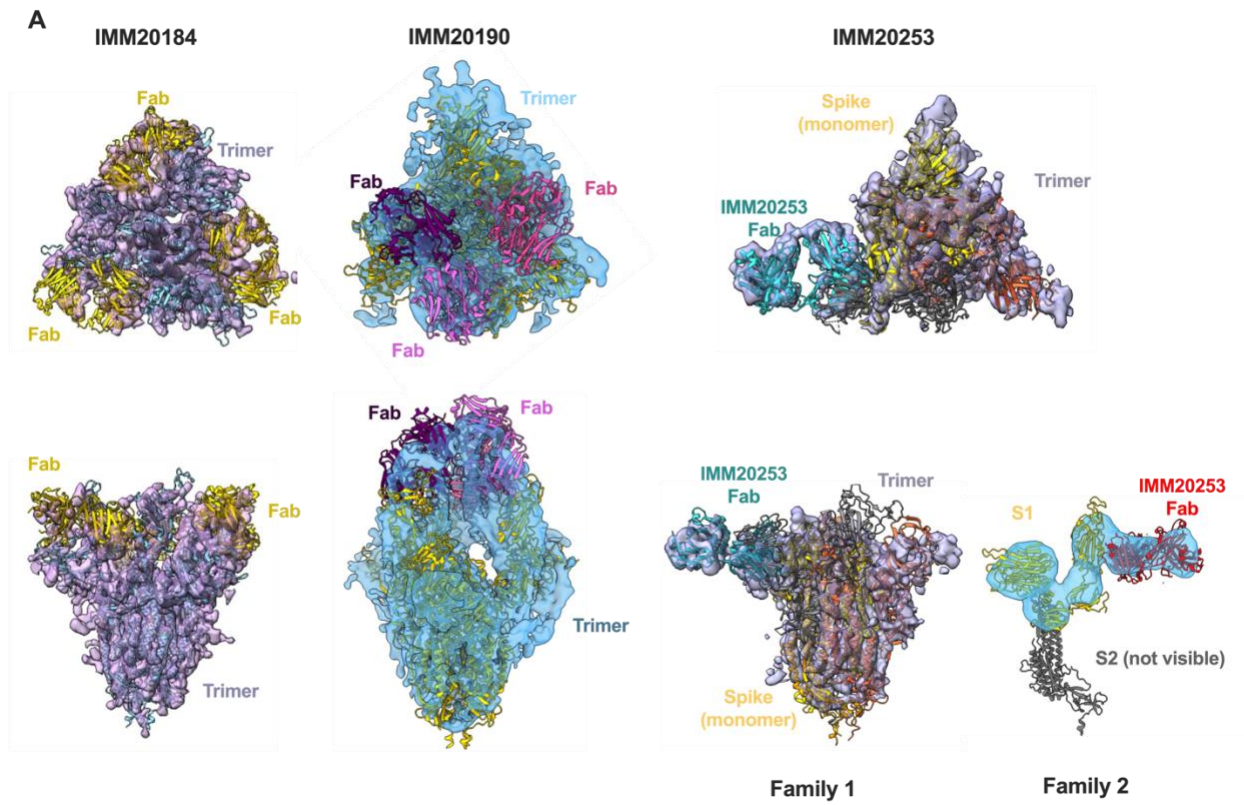 A
IMM20184
IMM20190
IMM20253
Fab
Trimer
Fab
Fab
Trimer
Fab
Fab
Fab
Spike
(monomer)
Trimer
IMM20253
Fab
Fab
Fab
Trimer
Fab
Fab
Trimer
IMM20253
Fab
Trimer
Spike
(monomer)
S1
IMM20253
Fab
S2 (not visible)
Family 1
Family 2